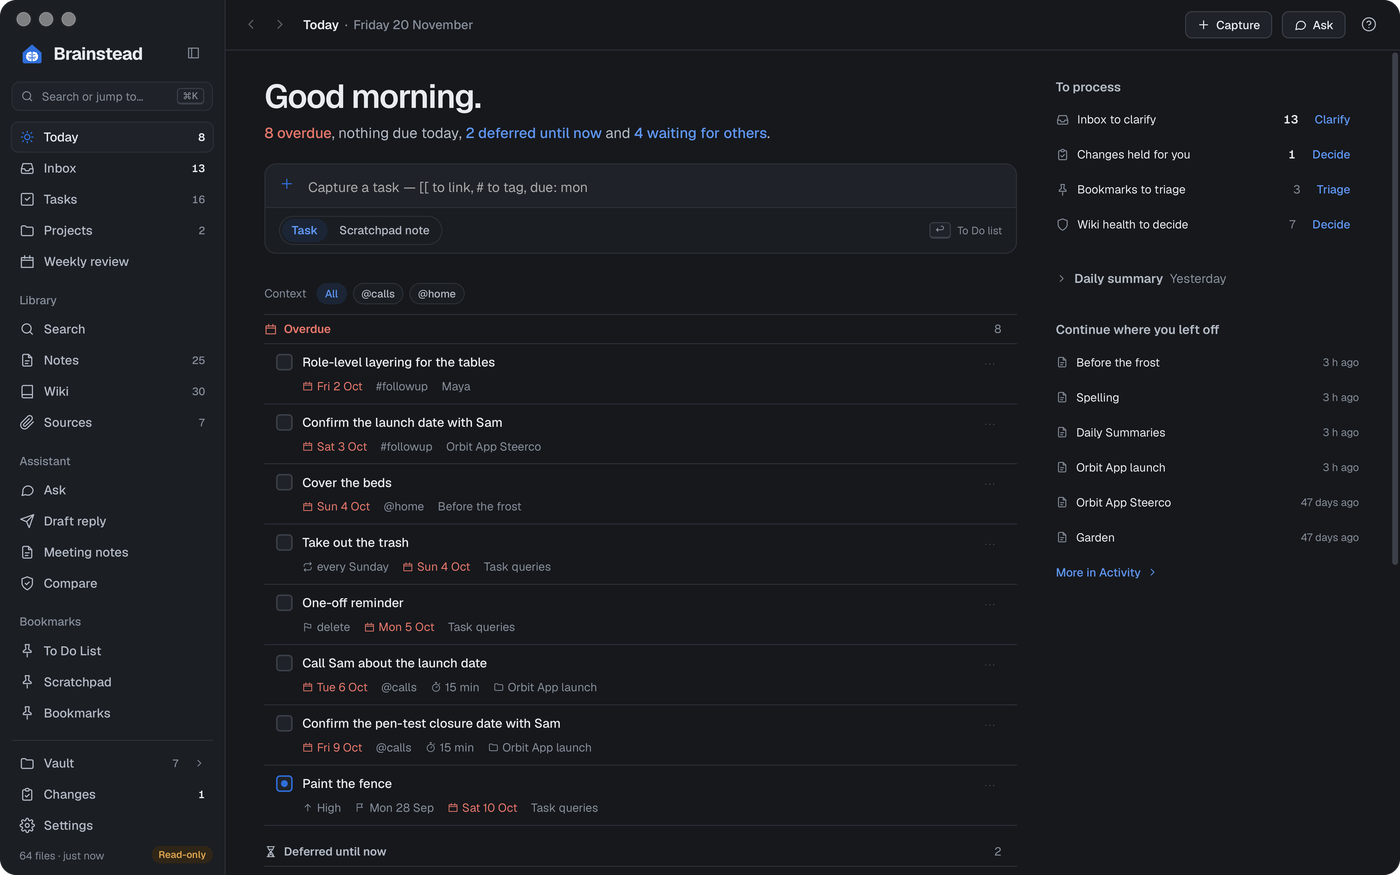 Brainstead
Search or jump to… ⌘K
Today 8
Inbox 13
Tasks 16
Projects 2
Weekly review
Library
Search
Notes 25
Wiki 30
Sources 7
Assistant
Ask
Draft reply
Meeting notes
Compare
Bookmarks
To Do List
Scratchpad
Bookmarks
Vault 7
Changes 1
Settings
64 files · just now Read-only
Today · Friday 20 November
Capture
Ask
Good morning.
8 overdue, nothing due today, 2 deferred until now and 4 waiting for others.
Capture a task — [[ to link, # to tag, due: mon
Task Scratchpad note To Do list
Context All @calls @home
Overdue 8
Role-level layering for the tables
Fri 2 Oct #followup Maya
Confirm the launch date with Sam
Sat 3 Oct #followup Orbit App Steerco
Cover the beds
Sun 4 Oct @home Before the frost
Take out the trash
every Sunday Sun 4 Oct Task queries
One-off reminder
delete Mon 5 Oct Task queries
Call Sam about the launch date
Tue 6 Oct @calls 15 min Orbit App launch
Confirm the pen-test closure date with Sam
Fri 9 Oct @calls 15 min Orbit App launch
Paint the fence
High Mon 28 Sep Sat 10 Oct Task queries
Deferred until now 2
To process
Inbox to clarify 13 Clarify
Changes held for you 1 Decide
Bookmarks to triage 3 Triage
Wiki health to decide 7 Decide
Daily summary Yesterday
Continue where you left off
Before the frost 3 h ago
Spelling 3 h ago
Daily Summaries 3 h ago
Orbit App launch 3 h ago
Orbit App Steerco 47 days ago
Garden 47 days ago
More in Activity